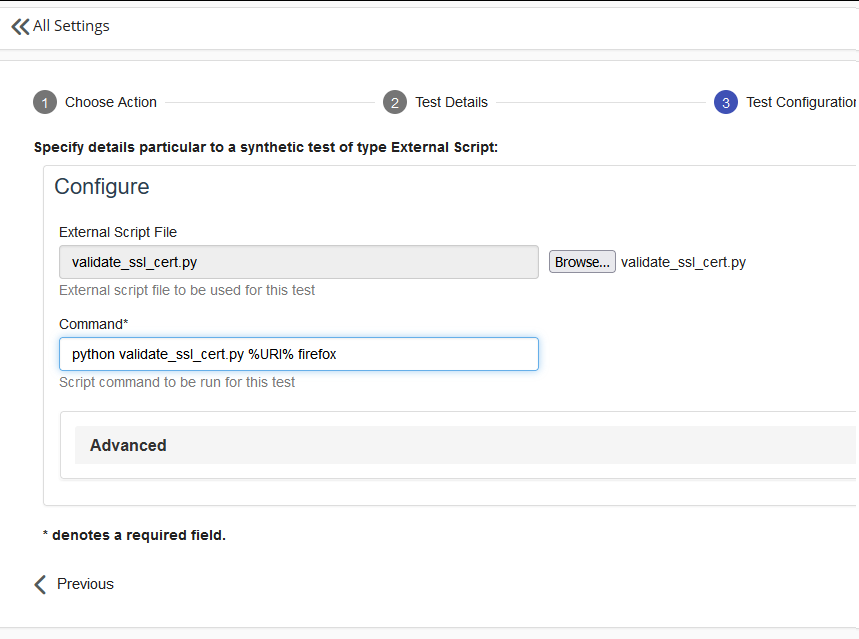 All Settings
1 Choose Action 2 Test Details 3 Test Configuration
Specify details particular to a synthetic test of type External Script:
Configure
External Script File
validate_ssl_cert.py Browse... validate_ssl_cert.py
External script file to be used for this test
Command*
python validate_ssl_cert.py %URI% firefox
Script command to be run for this test
Advanced
* denotes a required field.
Previous